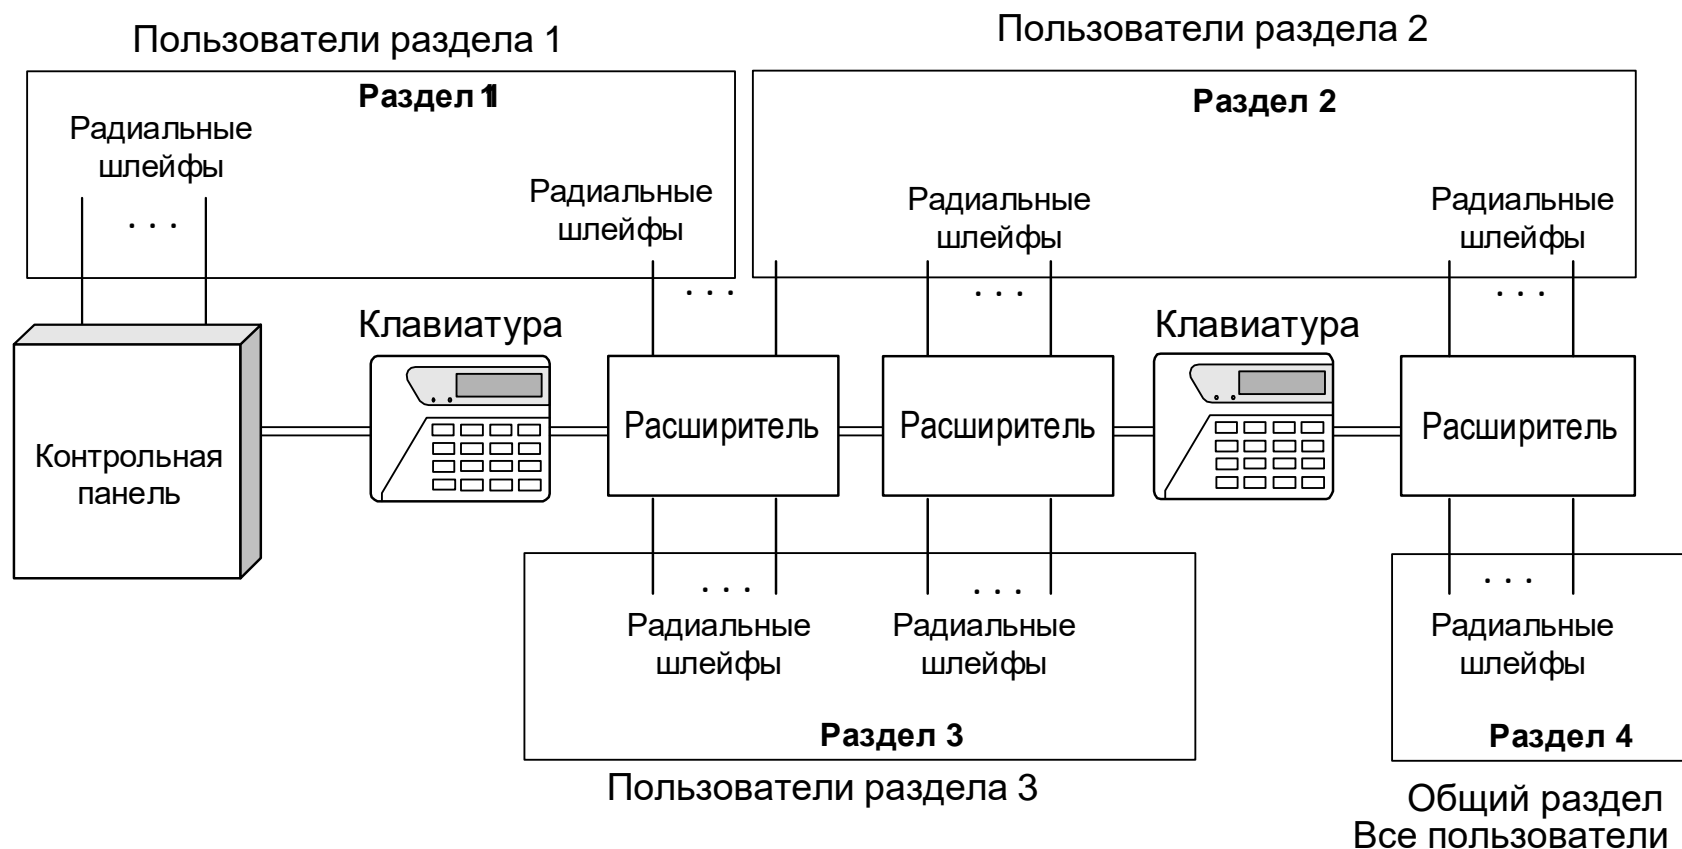 Пользователи раздела 1
Пользователи раздела 2
Раздел 1
Раздел 2
Радиальные
шлейфы
. . .
Радиальные
шлейфы
. . .
Радиальные
шлейфы
. . .
Радиальные
шлейфы
. . .
Клавиатура
Клавиатура
Контрольная
панель
Расширитель
Расширитель
Расширитель
. . .
Радиальные
шлейфы
. . .
Радиальные
шлейфы
. . .
Радиальные
шлейфы
Раздел 3
Раздел 4
Пользователи раздела 3
Общий раздел
Все пользователи